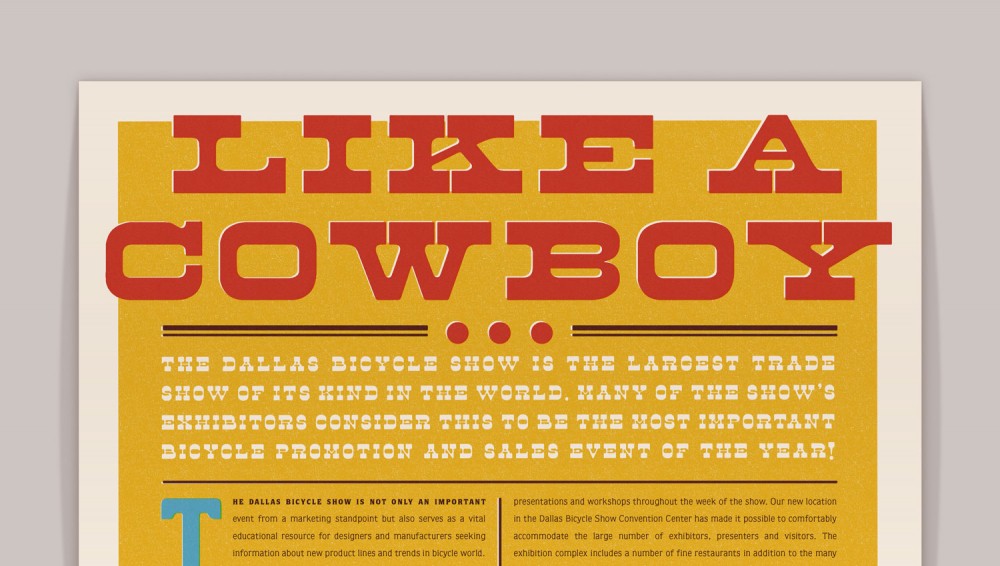 LIKE A
COWBOY
THE DALLAS BICYCLE SHOW IS THE LARGEST TRADE
SHOW OF ITS KIND IN THE WORLD. MANY OF THE SHOW'S
EXHIBITORS CONSIDER THIS TO BE THE MOST IMPORTANT
BICYCLE PROMOTION AND SALES EVENT OF THE YEAR!
THE DALLAS BICYCLE SHOW IS NOT ONLY AN IMPORTANT
event from a marketing standpoint but also serves as a vital
educational resource for designers and manufacturers seeking
information about new product lines and trends in bicycle world.
presentations and workshops throughout the week of the show. Our new location
in the Dallas Bicycle Show Convention Center has made it possible to comfortably
accommodate the large number of exhibitors, presenters and visitors. The
exhibition complex includes a number of fine restaurants in addition to the many